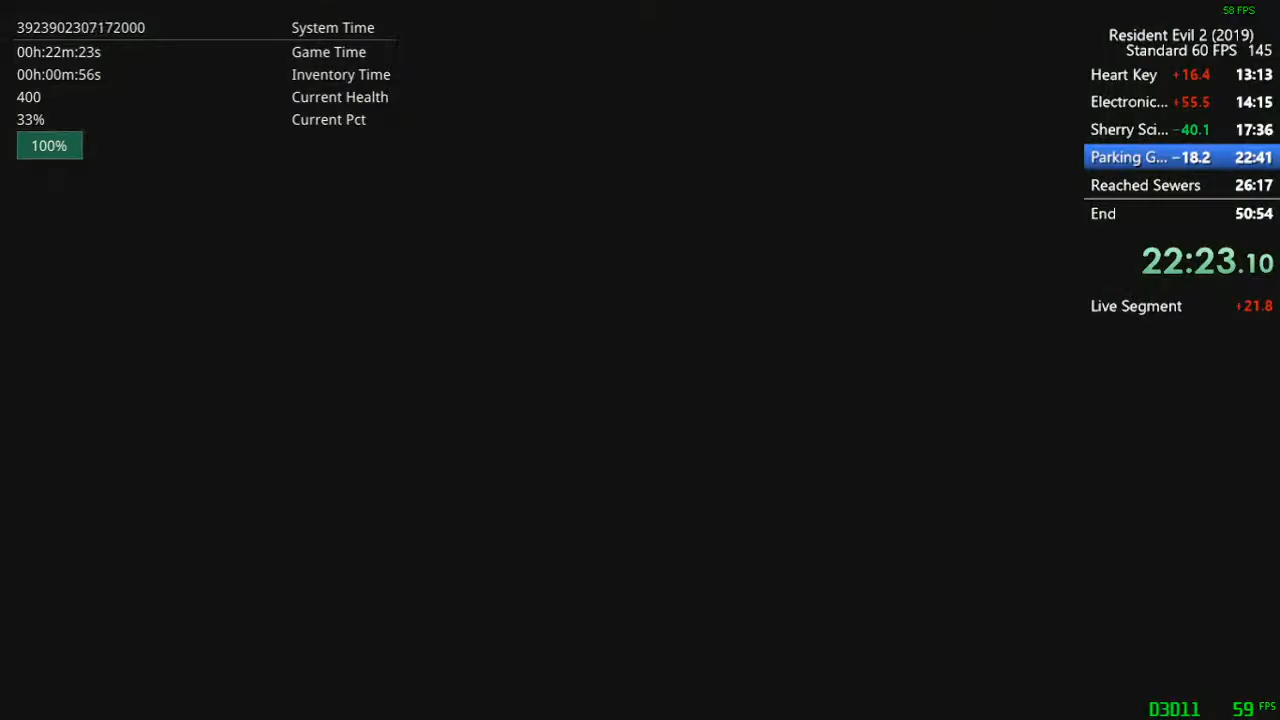 58 FPS
3923902307172000 System Time
00h:22m:23s Game Time
00h:00m:56s Inventory Time
400 Current Health
33% Current Pct
100%
Resident Evil 2 (2019)
Standard 60 FPS 145
Heart Key +16.4 13:13
Electronic... +55.5 14:15
Sherry Sci... −40.1 17:36
Parking G... −18.2 22:41
Reached Sewers 26:17
End 50:54
22:23.10
Live Segment +21.8
D3D11 59 FPS